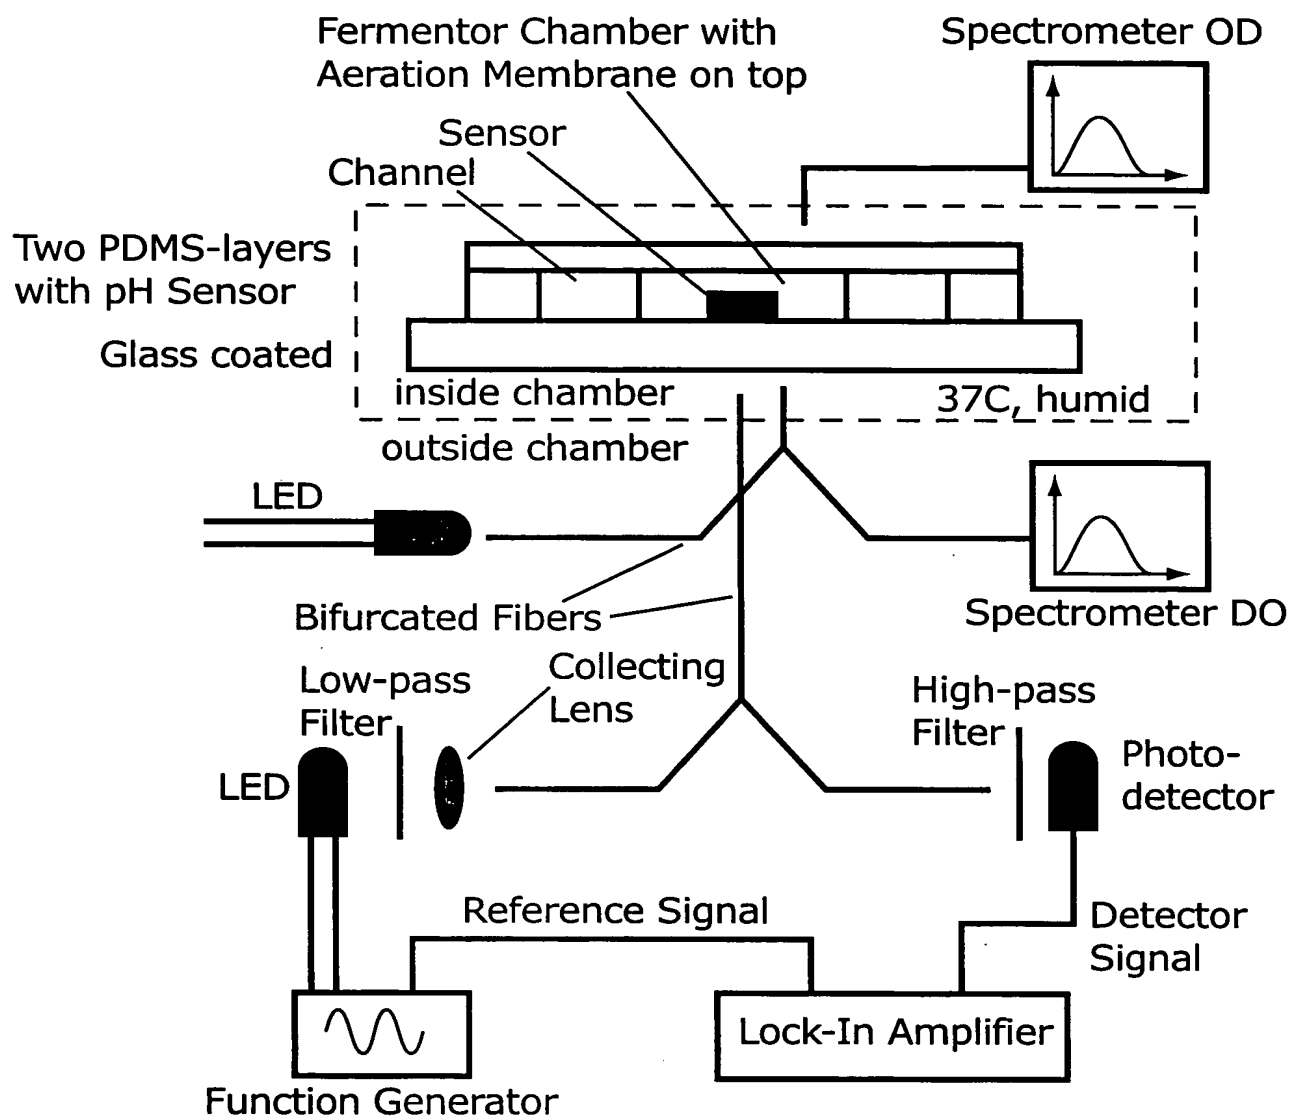 Fermentor Chamber with
Aeration Membrane on top
Spectrometer OD
Sensor
Channel
Two PDMS-layers
with pH Sensor
Glass coated
inside chamber
37C, humid
outside chamber
LED
Bifurcated Fibers
Spectrometer DO
Low-pass
Filter
Collecting
Lens
High-pass
Filter
LED
Photo-
detector
Reference Signal
Detector
Signal
Lock-In Amplifier
Function Generator